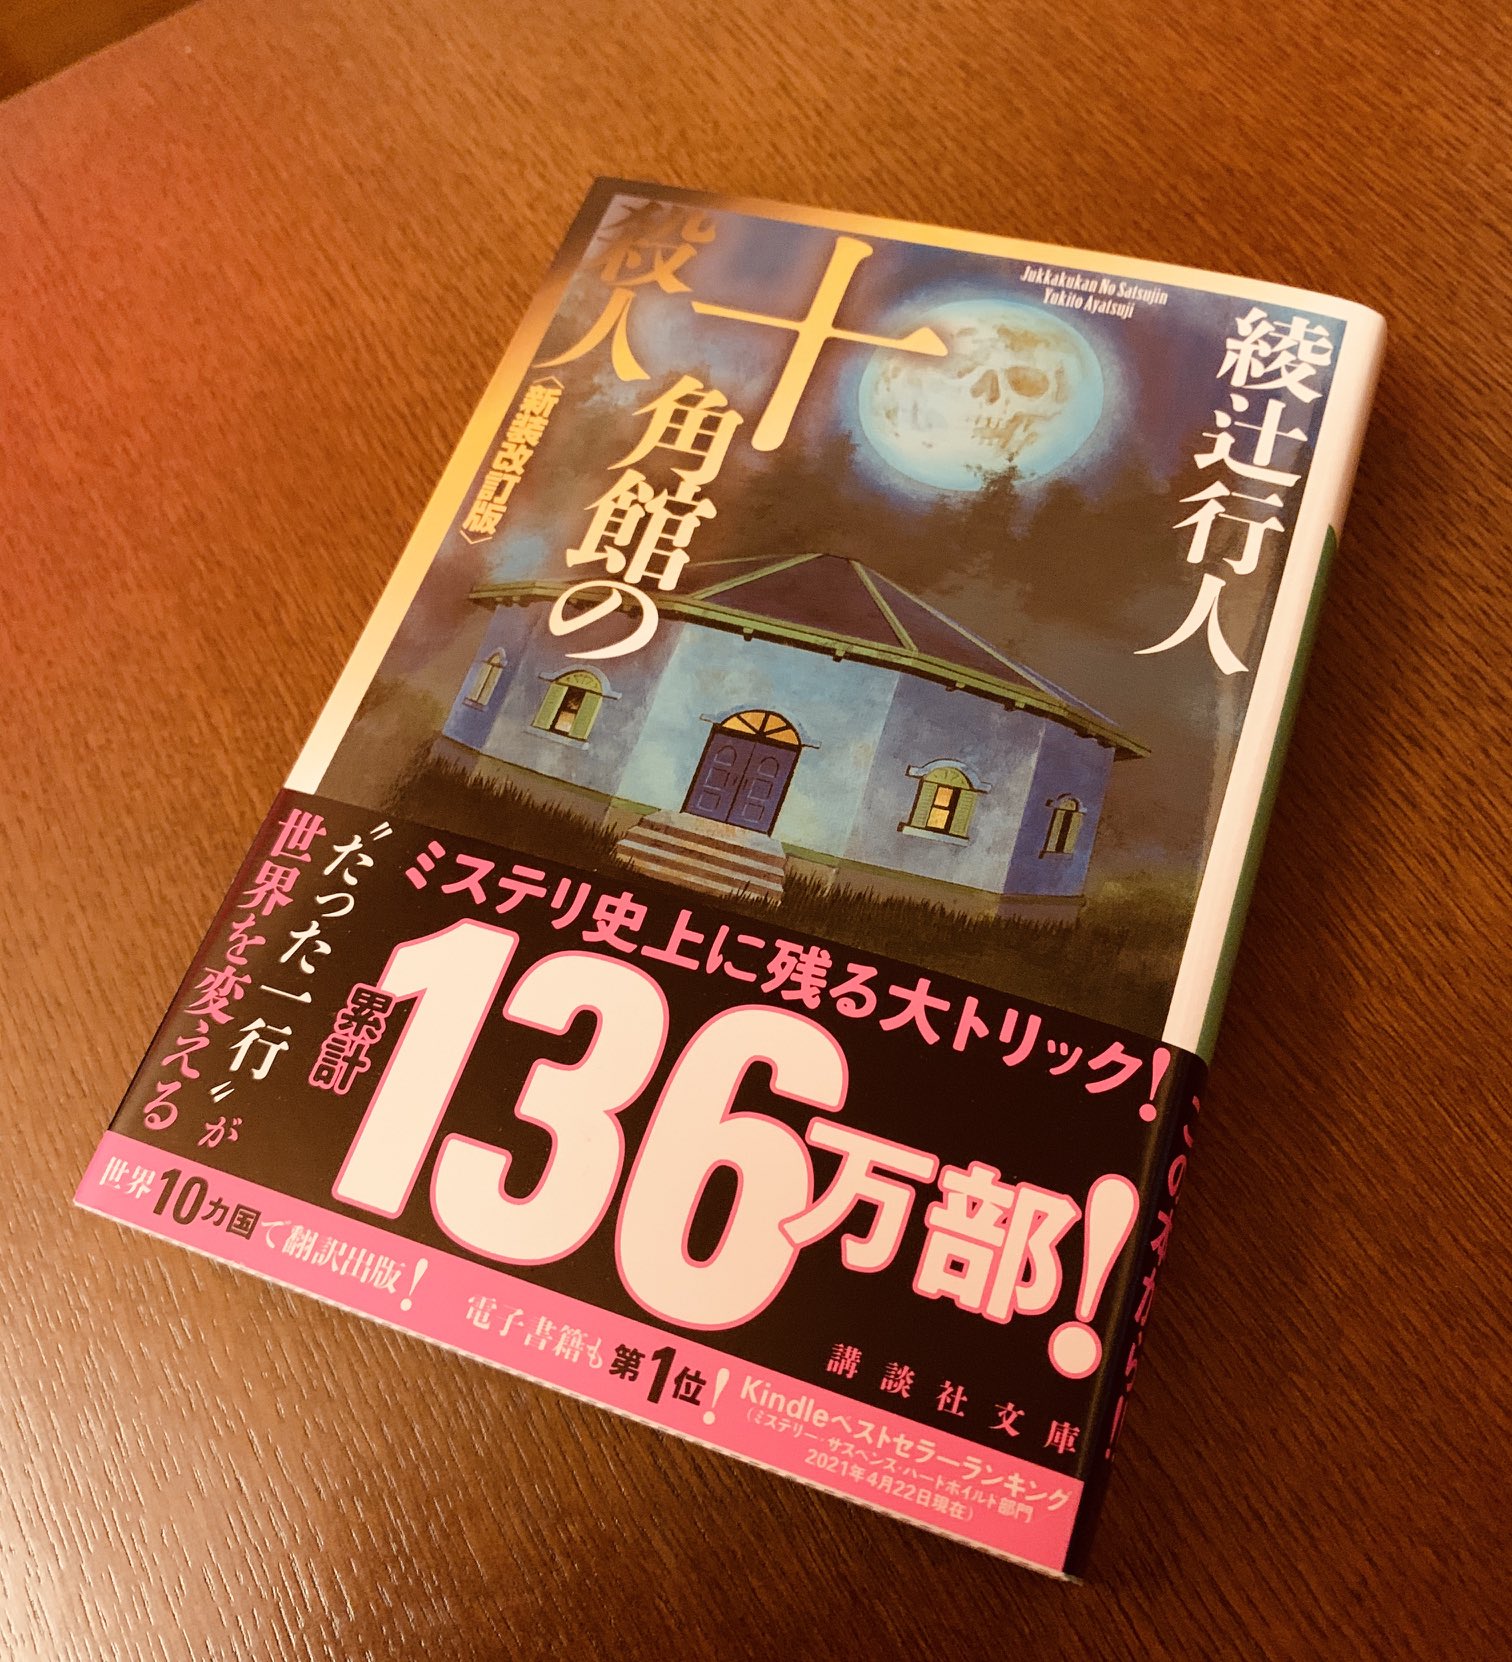 Jukkakukan No Satsujin
Yukito Ayatsuji
綾辻行人
十角館の
殺人
〈新装改訂版〉
ミステリ史上に残る大トリック!
累計136万部!
〝たった一行〟が
世界を変える
講談社文庫
世界10カ国で翻訳出版!
電子書籍も第1位!
Kindleベストセラーランキング
(ミステリー・サスペンス・ハードボイルド部門
2021年4月22日現在)
この本から!!